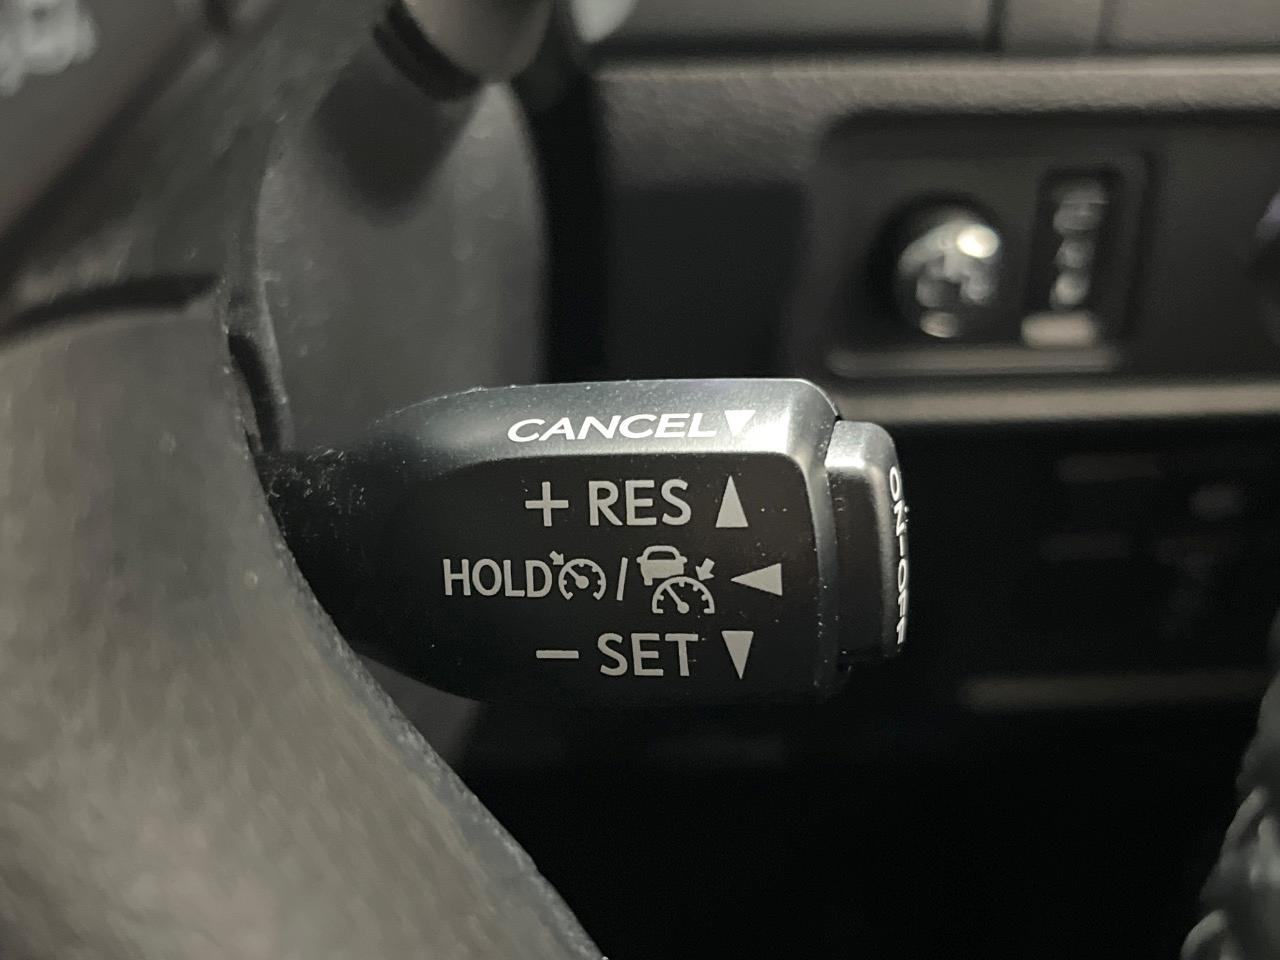 CANCEL▼
+ RES ▲
HOLD / ◀
− SET ▼
ON-OFF